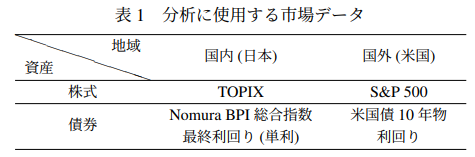 表 1　分析に使用する市場データ
地域
資産
国内 (日本)
国外 (米国)
株式
TOPIX
S&P 500
債券
Nomura BPI 総合指数
最終利回り (単利)
米国債 10 年物
利回り